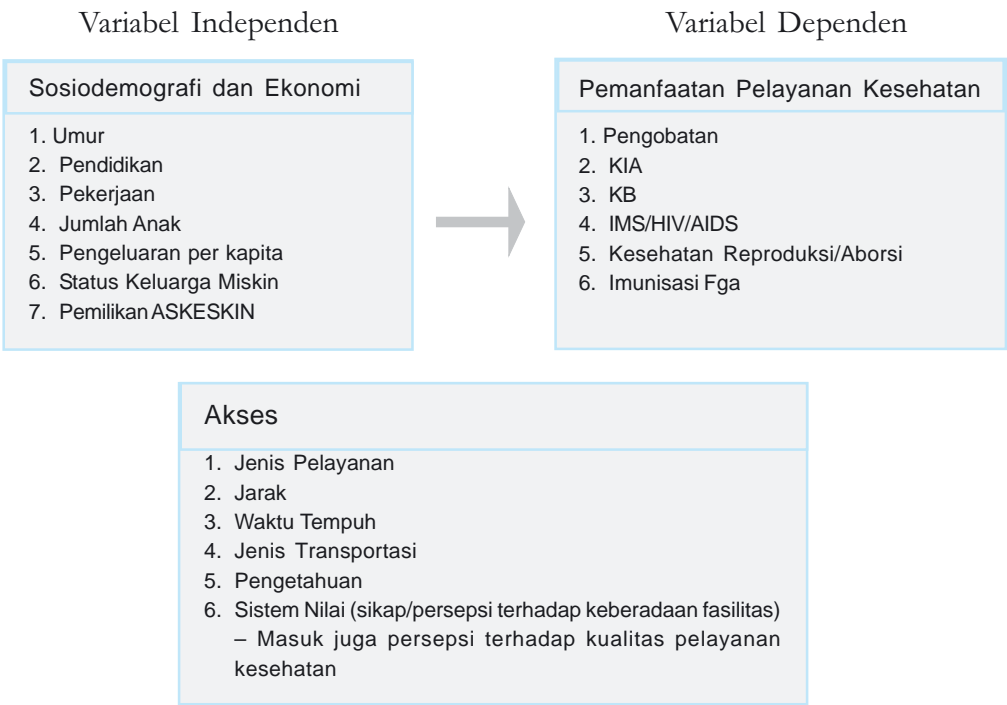 Variabel Independen
Sosiodemografi dan Ekonomi
1. Umur
2. Pendidikan
3. Pekerjaan
4. Jumlah Anak
5. Pengeluaran per kapita
6. Status Keluarga Miskin
7. Pemilikan ASKESKIN
Variabel Dependen
Pemanfaatan Pelayanan Kesehatan
1. Pengobatan
2. KIA
3. KB
4. IMS/HIV/AIDS
5. Kesehatan Reproduksi/Aborsi
6. Imunisasi Fga
Akses
1. Jenis Pelayanan
2. Jarak
3. Waktu Tempuh
4. Jenis Transportasi
5. Pengetahuan
6. Sistem Nilai (sikap/persepsi terhadap keberadaan fasilitas)
– Masuk juga persepsi terhadap kualitas pelayanan
kesehatan